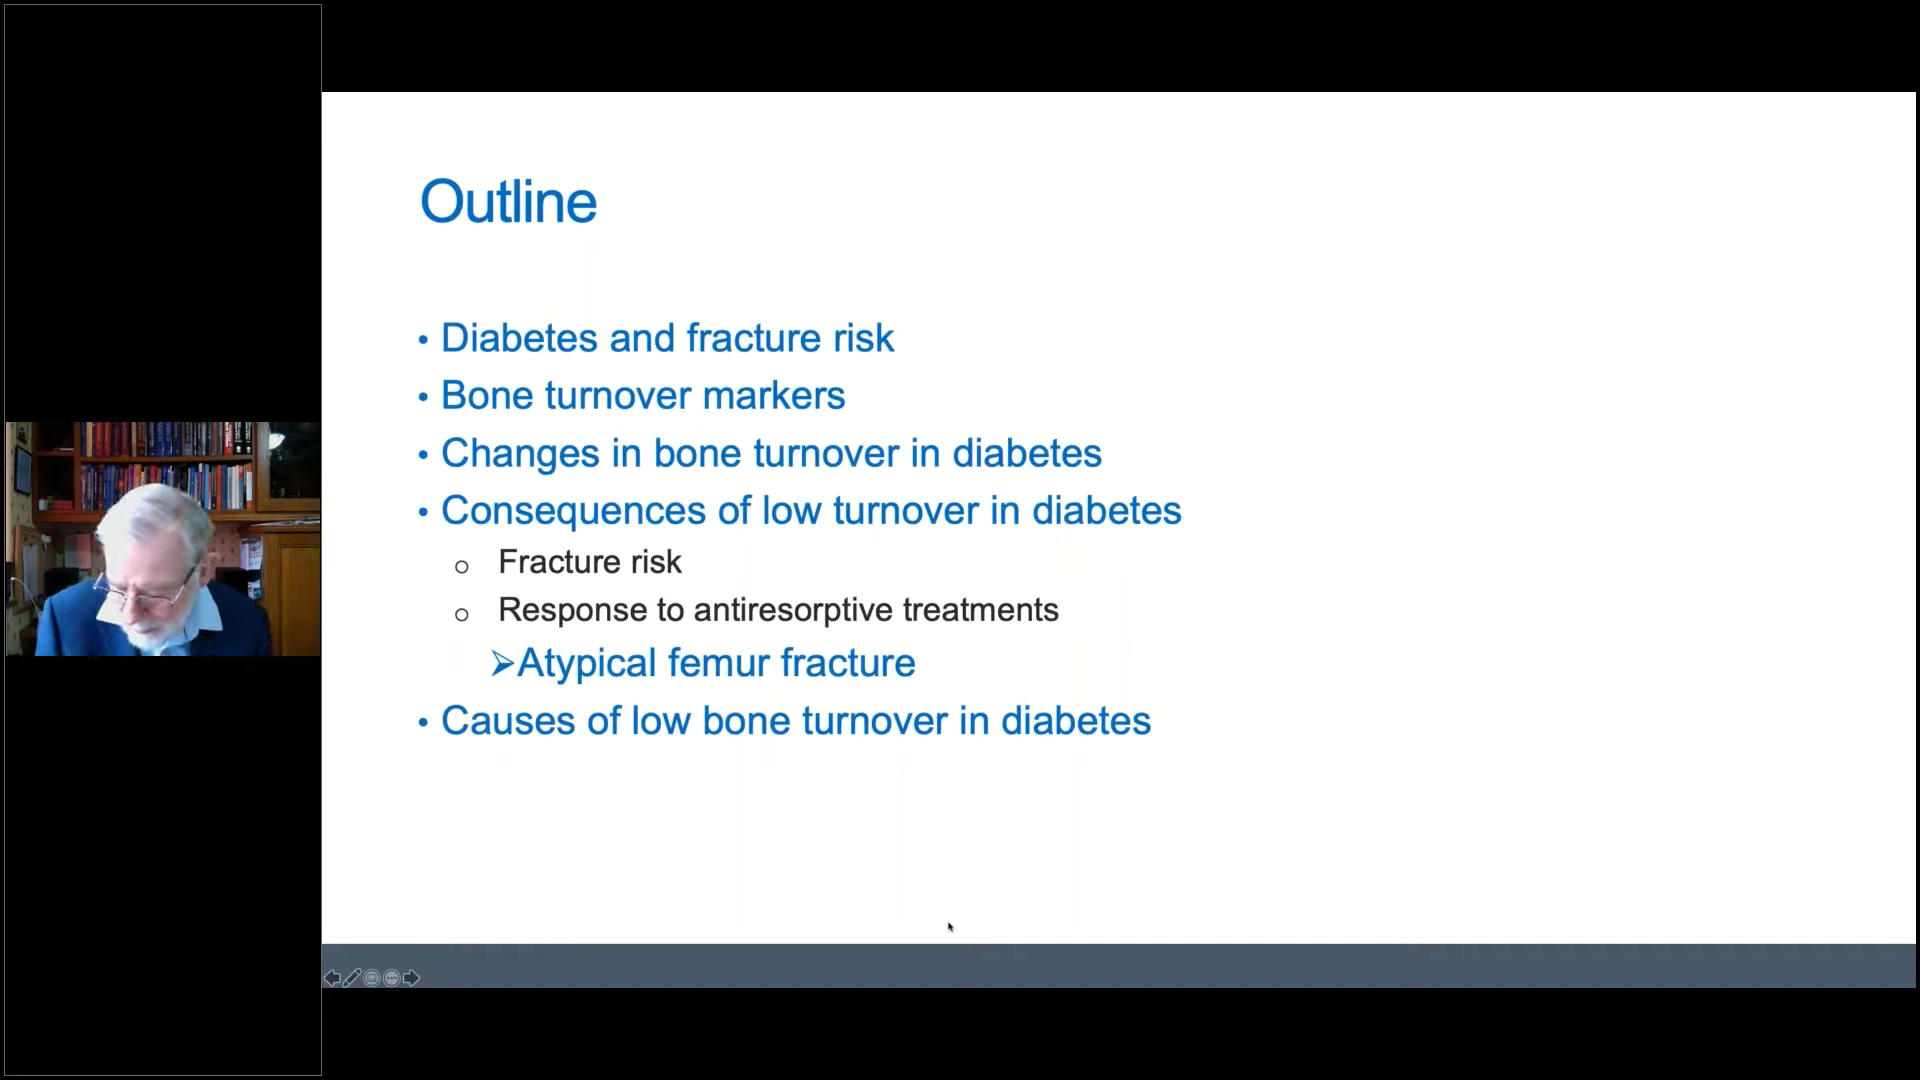 Outline
• Diabetes and fracture risk
• Bone turnover markers
• Changes in bone turnover in diabetes
• Consequences of low turnover in diabetes
o Fracture risk
o Response to antiresorptive treatments
➢Atypical femur fracture
• Causes of low bone turnover in diabetes